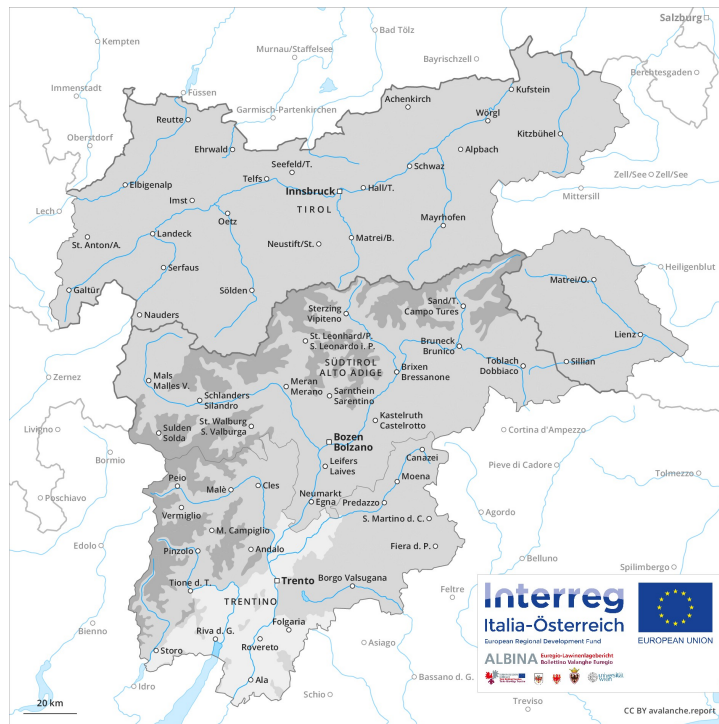 Salzburg
Bad Tölz
Kempten
Murnau/Staffelsee
Bayrischzell
Berchtesgaden
Immenstadt
Füssen
Kufstein
Achenkirch
Garmisch-Partenkirchen
Reutte
Wörgl
Oberstdorf
Kitzbühel
Ehrwald
Alpbach
Seefeld/T.
Schwaz
Telfs
Zell/See
Zell/See
Elbigenalp
Innsbruck
Hall/T.
Mittersill
Imst
TIROL
Lech
Oetz
Mayrhofen
Landeck
Matrei/B.
St. Anton/A.
Neustift/St.
Serfaus
Heiligenblut
Matrei/O.
Galtür
Sölden
Sand/T.
Campo Tures
Nauders
Sterzing
Vipiteno
Lienz
St. Leonhard/P.
S. Leonardo i. P.
Bruneck
Brunico
SÜDTIROL
ALTO ADIGE
Toblach
Dobbiaco
Sillian
Brixen
Bressanone
Zernez
Mals
Malles V.
Meran
Merano
Sarnthein
Sarentino
Schlanders
Silandro
Kastelruth
Castelrotto
St. Walburg
S. Valburga
Sulden
Solda
Livigno
Cortina d'Ampezzo
Bozen
Bolzano
Bormio
Canazei
Leifers
Laives
Pieve di Cadore
Tolmezzo
Peio
Moena
Malè
Cles
Poschiavo
Neumarkt
Egna
Predazzo
Vermiglio
Agordo
S. Martino d. C.
M. Campiglio
Edolo
Fiera d. P.
Pinzolo
Andalo
Belluno
Spilimbergo
Trento
Tione d. T.
Borgo Valsugana
Feltre
TRENTINO
Folgaria
Bienno
Riva d. G.
Rovereto
Asiago
Storo
Ala
Bassano d. G.
Idro
Schio
Treviso
Interreg
Italia-Österreich
European Regional Development Fund
EUROPEAN UNION
ALBINA
Euregio-Lawinenlagebericht
Bollettino Valanghe Euregio
universität
wien
20 km
CC BY avalanche.report